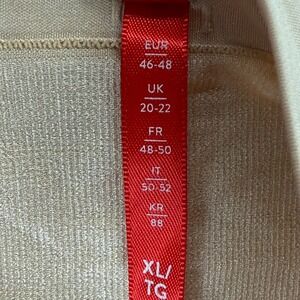 EUR
46-48
UK
20-22
FR
48-50
IT
50-52
KR
88
XL/
TG